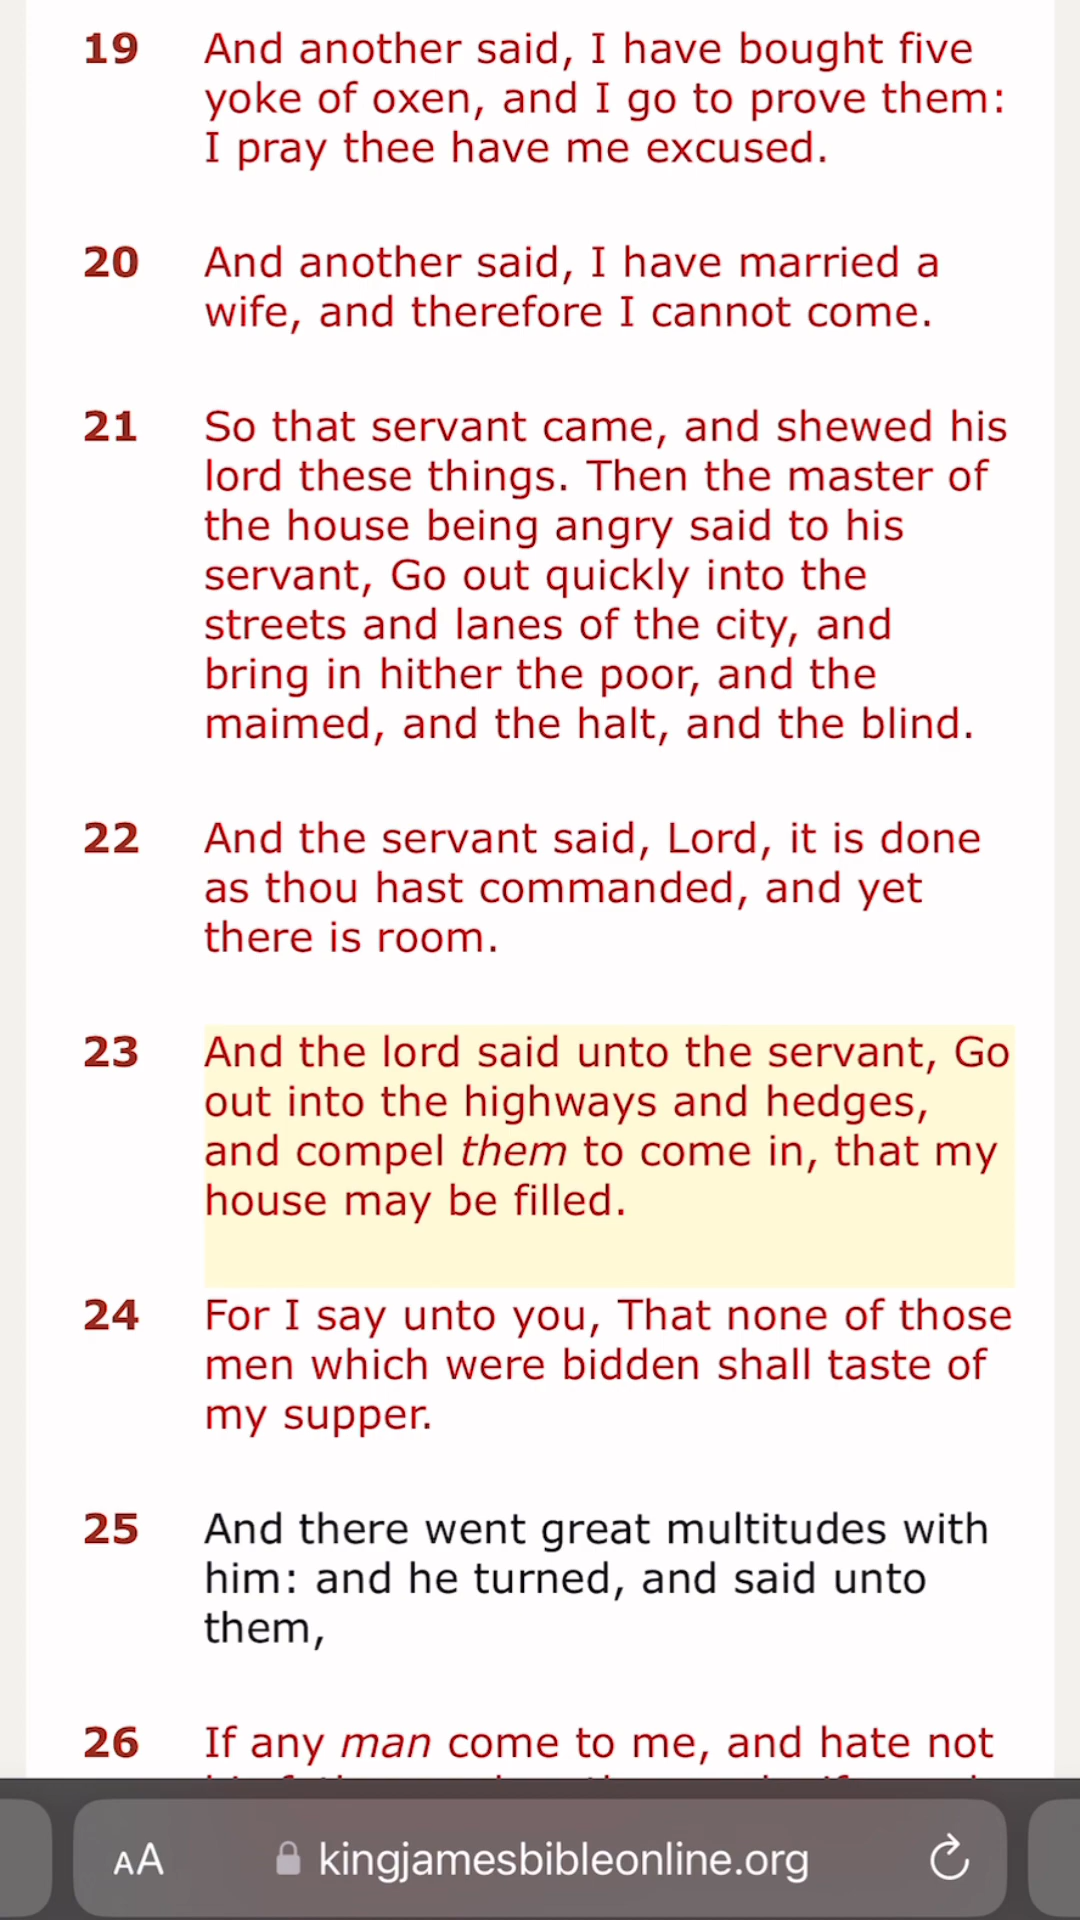 19 And another said, I have bought five
yoke of oxen, and I go to prove them:
I pray thee have me excused.
20 And another said, I have married a
wife, and therefore I cannot come.
21 So that servant came, and shewed his
lord these things. Then the master of
the house being angry said to his
servant, Go out quickly into the
streets and lanes of the city, and
bring in hither the poor, and the
maimed, and the halt, and the blind.
22 And the servant said, Lord, it is done
as thou hast commanded, and yet
there is room.
23 And the lord said unto the servant, Go
out into the highways and hedges,
and compel them to come in, that my
house may be filled.
24 For I say unto you, That none of those
men which were bidden shall taste of
my supper.
25 And there went great multitudes with
him: and he turned, and said unto
them,
26 If any man come to me, and hate not
AA kingjamesbibleonline.org